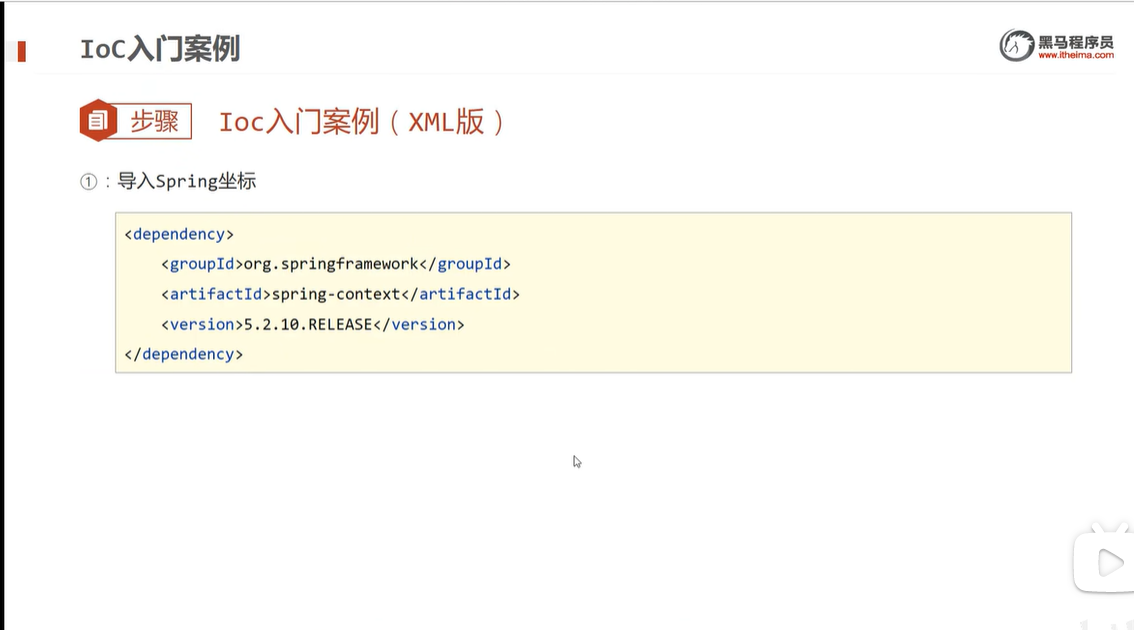 IoC入门案例
黑马程序员
www.itheima.com
步骤
Ioc入门案例（XML版）
①：导入Spring坐标
<dependency>
    <groupId>org.springframework</groupId>
    <artifactId>spring-context</artifactId>
    <version>5.2.10.RELEASE</version>
</dependency>